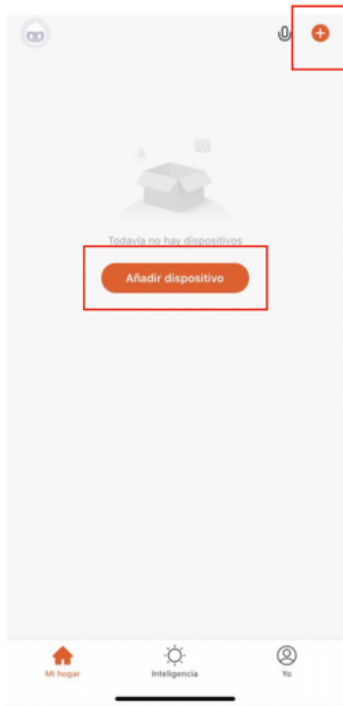 Todavía no hay dispositivos
Añadir dispositivo
Mi hogar
Inteligencia
Yo